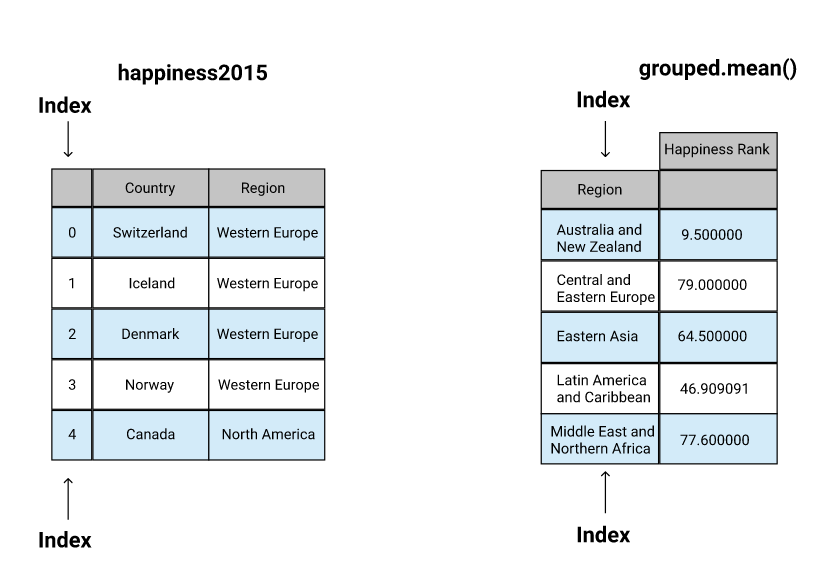 happiness2015
Index
Country Region
0 Switzerland Western Europe
1 Iceland Western Europe
2 Denmark Western Europe
3 Norway Western Europe
4 Canada North America
Index
grouped.mean()
Index
Happiness Rank
Region
Australia and
New Zealand
9.500000
Central and
Eastern Europe
79.000000
Eastern Asia 64.500000
Latin America
and Caribbean
46.909091
Middle East and
Northern Africa
77.600000
Index